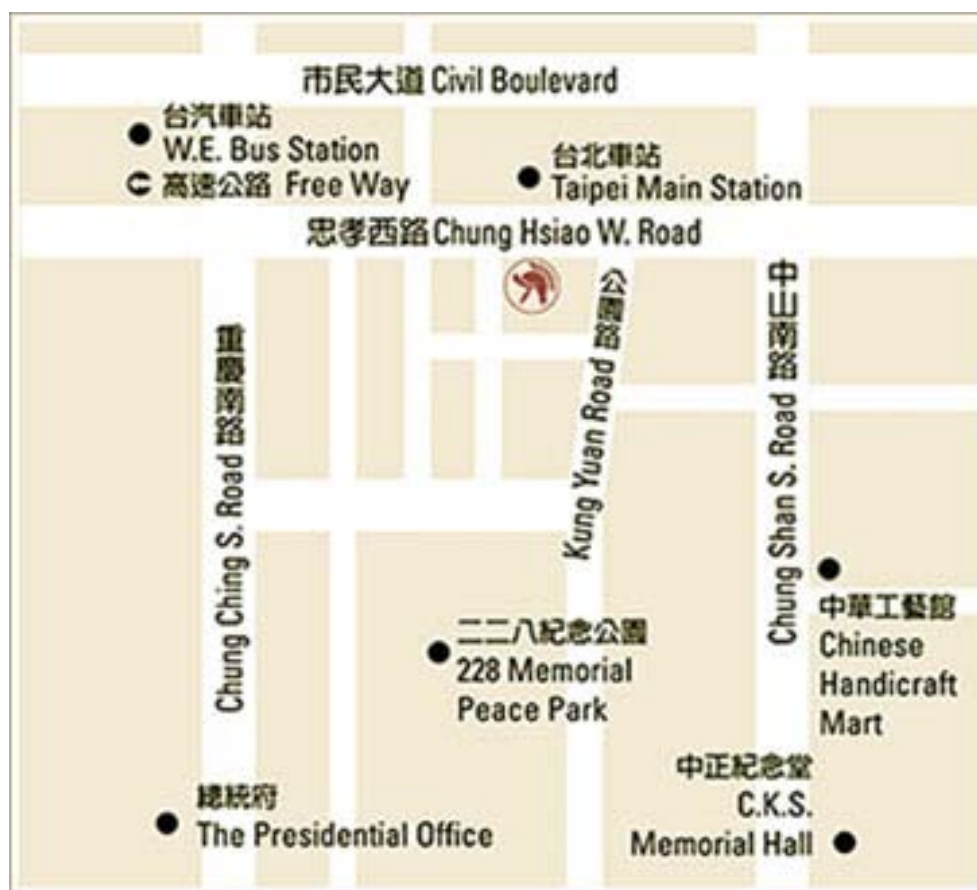 市民大道 Civil Boulevard
台汽車站
W.E. Bus Station
高速公路 Free Way
台北車站
Taipei Main Station
忠孝西路 Chung Hsiao W. Road
重慶南路
Chung Ching S. Road
公園路
Kung Yuan Road
中山南路
Chung Shan S. Road
中華工藝館
Chinese
Handicraft
Mart
二二八紀念公園
228 Memorial
Peace Park
中正紀念堂
C.K.S.
Memorial Hall
總統府
The Presidential Office